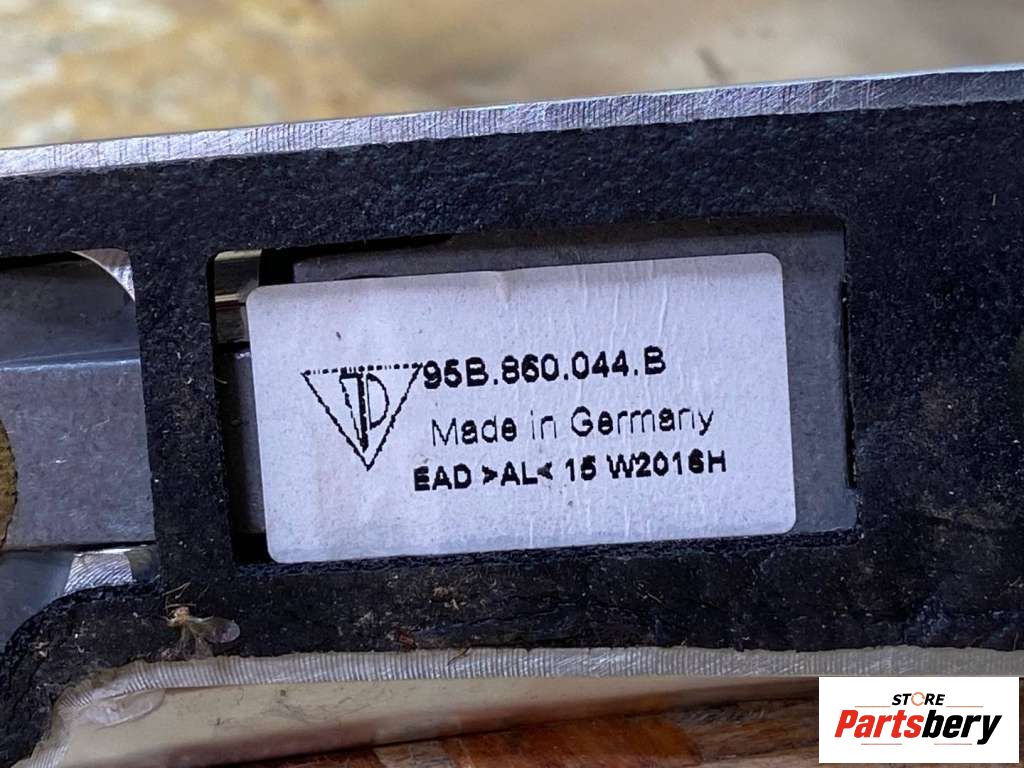 95B.860.044.B
Made in Germany
EAD >AL< 15 W2016H
STORE
Partsbery